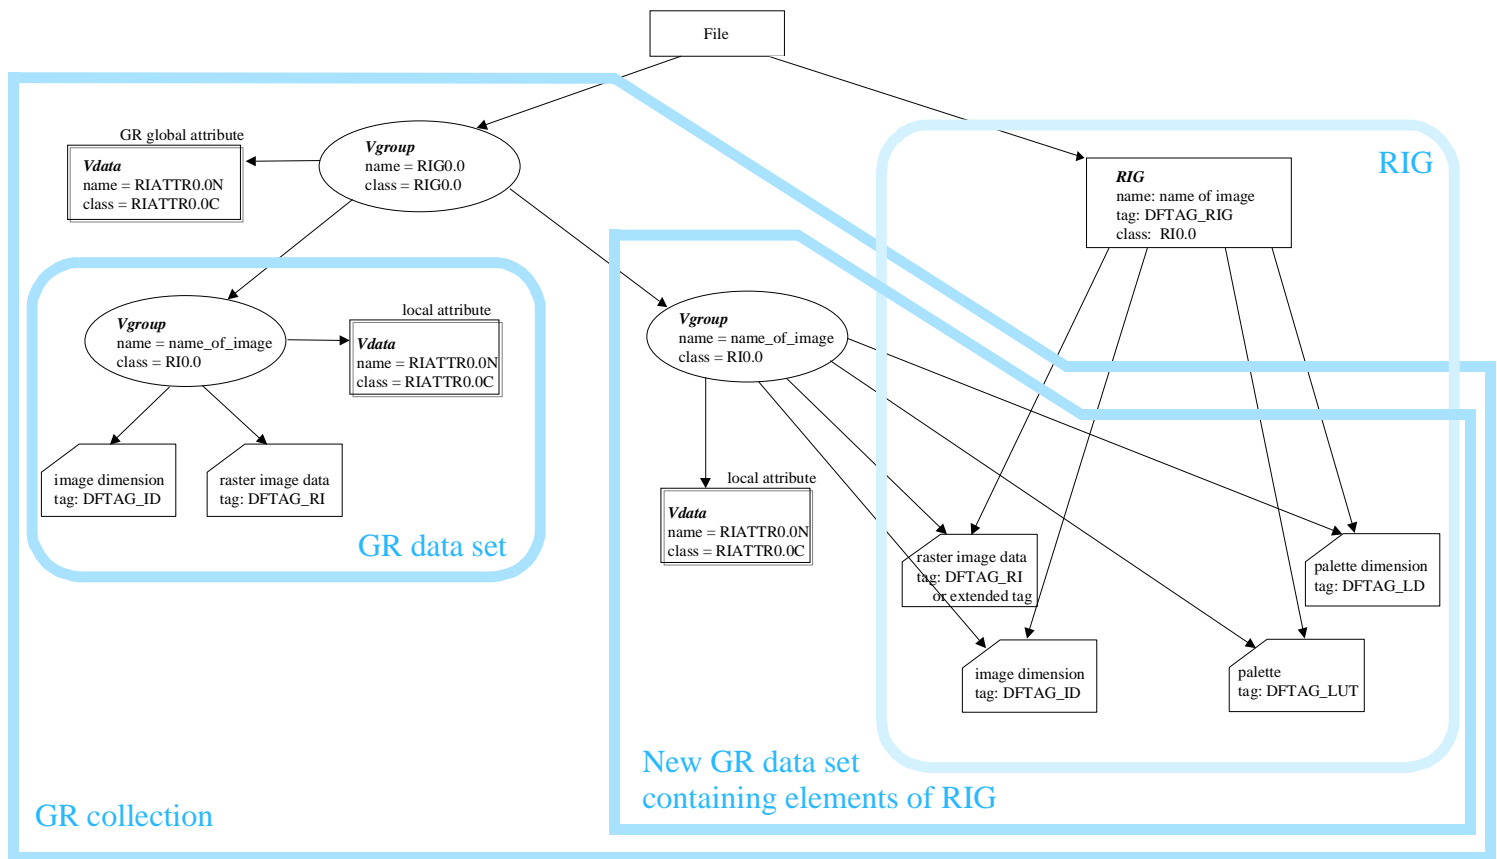 File
GR global attribute
Vdata
name = RIATTR0.0N
class = RIATTR0.0C
Vgroup
name = RIG0.0
class = RIG0.0
RIG
RIG
name: name of image
tag: DFTAG_RIG
class:  RI0.0
Vgroup
name = name_of_image
class = RI0.0
local attribute
Vdata
name = RIATTR0.0N
class = RIATTR0.0C
image dimension
tag: DFTAG_ID
raster image data
tag: DFTAG_RI
GR data set
Vgroup
name = name_of_image
class = RI0.0
local attribute
Vdata
name = RIATTR0.0N
class = RIATTR0.0C
raster image data
tag: DFTAG_RI
or extended tag
palette dimension
tag: DFTAG_LD
image dimension
tag: DFTAG_ID
palette
tag: DFTAG_LUT
New GR data set
containing elements of RIG
GR collection